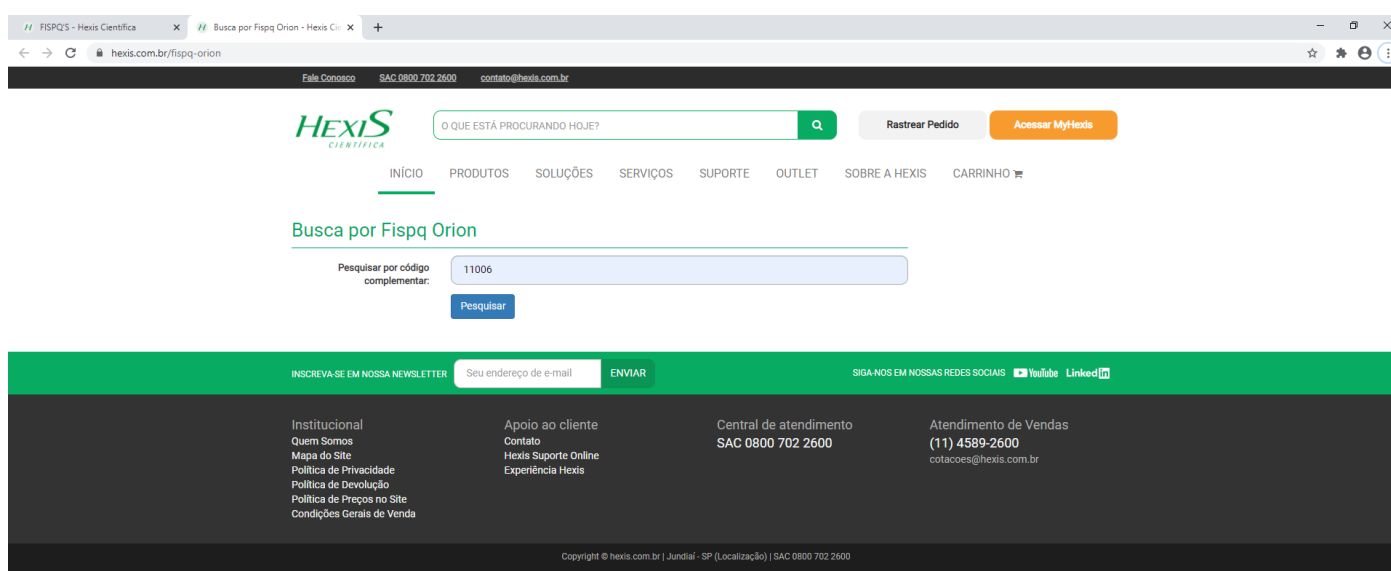 FISPQ'S - Hexis Científica
Busca por Fispq Orion - Hexis Cie
hexis.com.br/fispq-orion
Fale Conosco SAC 0800 702 2600 contato@hexis.com.br
HEXIS
CIENTÍFICA
O QUE ESTÁ PROCURANDO HOJE?
Rastrear Pedido
Acessar MyHexis
INÍCIO PRODUTOS SOLUÇÕES SERVIÇOS SUPORTE OUTLET SOBRE A HEXIS CARRINHO
Busca por Fispq Orion
Pesquisar por código
complementar:
11006
Pesquisar
INSCREVA-SE EM NOSSA NEWSLETTER
Seu endereço de e-mail
ENVIAR
SIGA-NOS EM NOSSAS REDES SOCIAIS YouTube Linked in
Institucional
Quem Somos
Mapa do Site
Política de Privacidade
Política de Devolução
Política de Preços no Site
Condições Gerais de Venda
Apoio ao cliente
Contato
Hexis Suporte Online
Experiência Hexis
Central de atendimento
SAC 0800 702 2600
Atendimento de Vendas
(11) 4589-2600
cotacoes@hexis.com.br
Copyright © hexis.com.br | Jundiaí - SP (Localização) | SAC 0800 702 2600